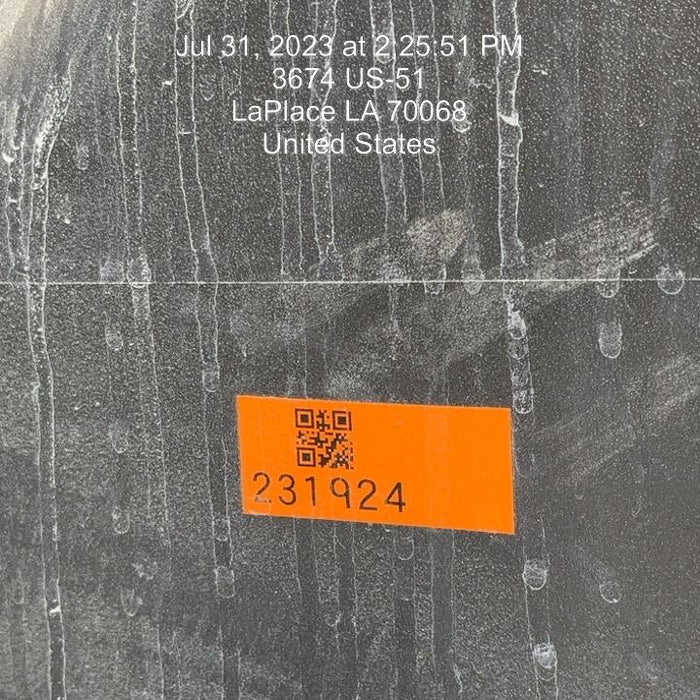 Jul 31, 2023 at 2:25:51 PM
3674 US-51
LaPlace LA 70068
United States
231924